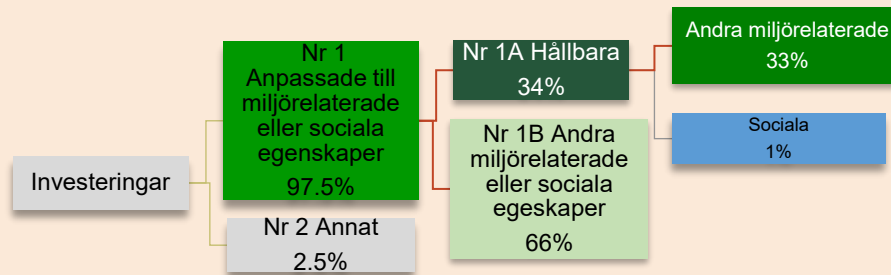 Investeringar
Nr 1
Anpassade till
miljörelaterade
eller sociala
egenskaper
97.5%
Nr 2 Annat
2.5%
Nr 1A Hållbara
34%
Nr 1B Andra
miljörelaterade
eller sociala
egeskaper
66%
Andra miljörelaterade
33%
Sociala
1%